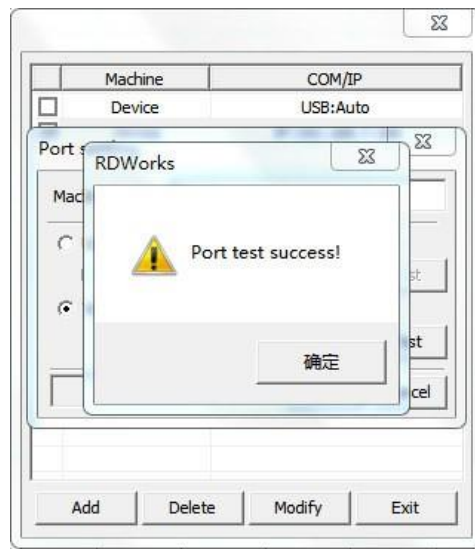 Machine COM/IP
Device USB:Auto
Port s
RDWorks
Mac
Port test success!
st
st
确定
cel
Add Delete Modify Exit